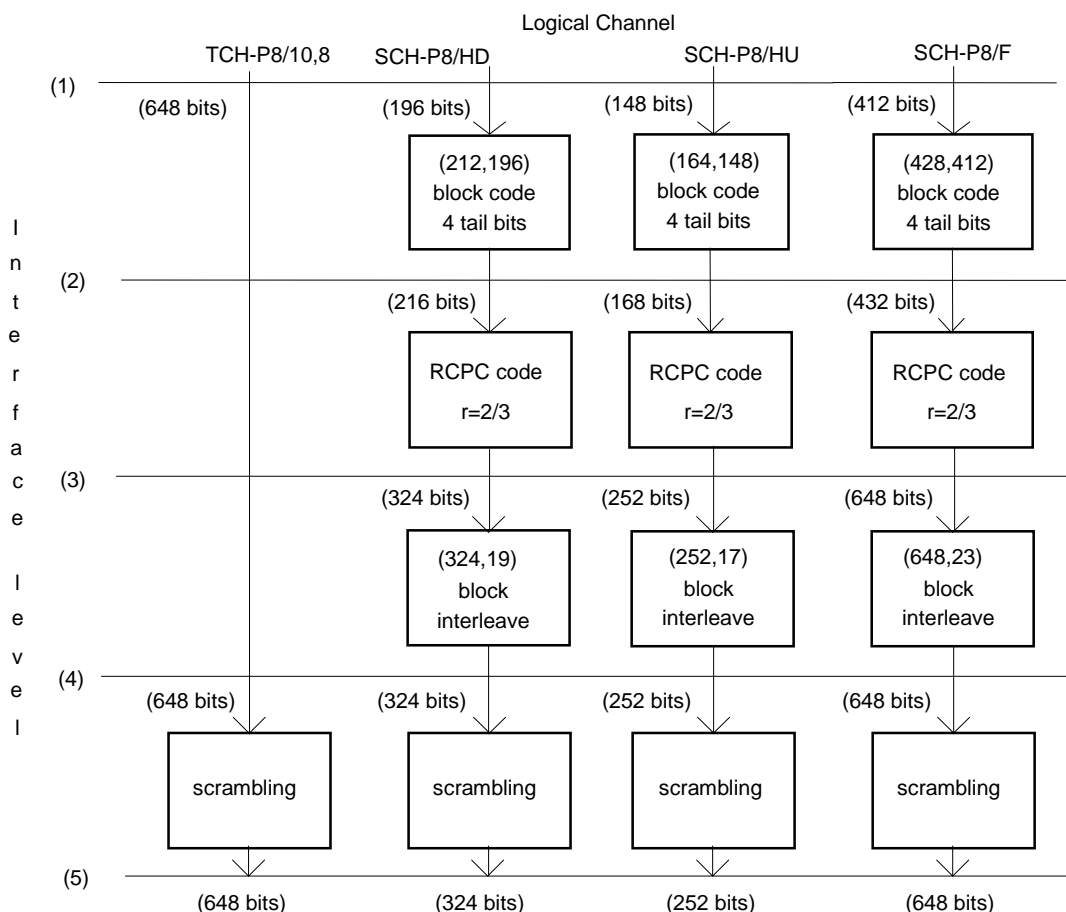 Logical Channel
TCH-P8/10,8 SCH-P8/HD SCH-P8/HU SCH-P8/F
(1)
(648 bits) (196 bits) (148 bits) (412 bits)
(212,196) (164,148) (428,412)
block code block code block code
4 tail bits 4 tail bits 4 tail bits
Interface level
(2)
(216 bits) (168 bits) (432 bits)
RCPC code RCPC code RCPC code
r=2/3 r=2/3 r=2/3
(3)
(324 bits) (252 bits) (648 bits)
(324,19) (252,17) (648,23)
block block block
interleave interleave interleave
(4)
(648 bits) (324 bits) (252 bits) (648 bits)
scrambling scrambling scrambling scrambling
(5)
(648 bits) (324 bits) (252 bits) (648 bits)